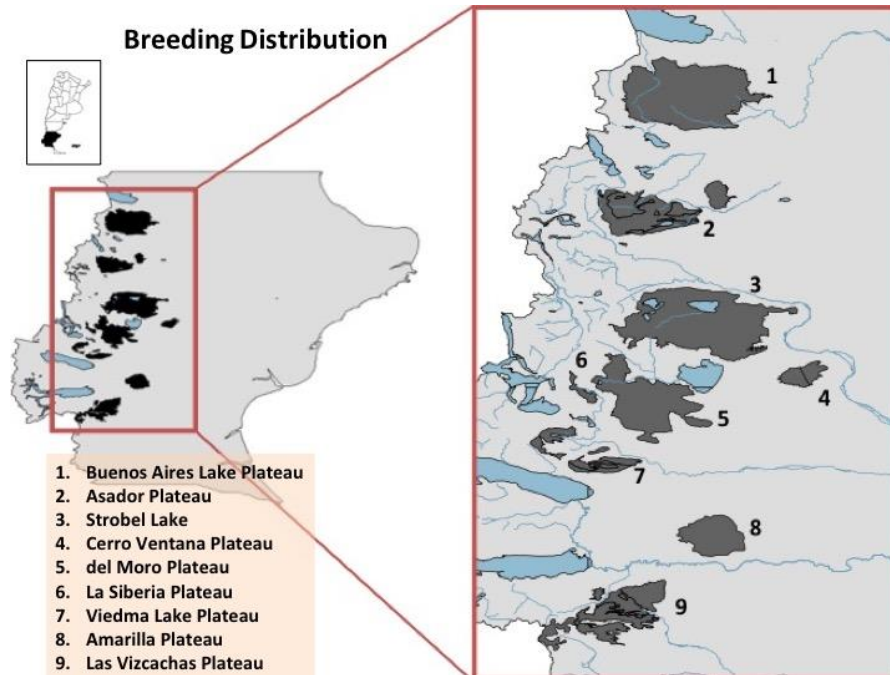 Breeding Distribution
1
2
3
6
4
5
7
8
9
1. Buenos Aires Lake Plateau
2. Asador Plateau
3. Strobel Lake
4. Cerro Ventana Plateau
5. del Moro Plateau
6. La Siberia Plateau
7. Viedma Lake Plateau
8. Amarilla Plateau
9. Las Vizcachas Plateau